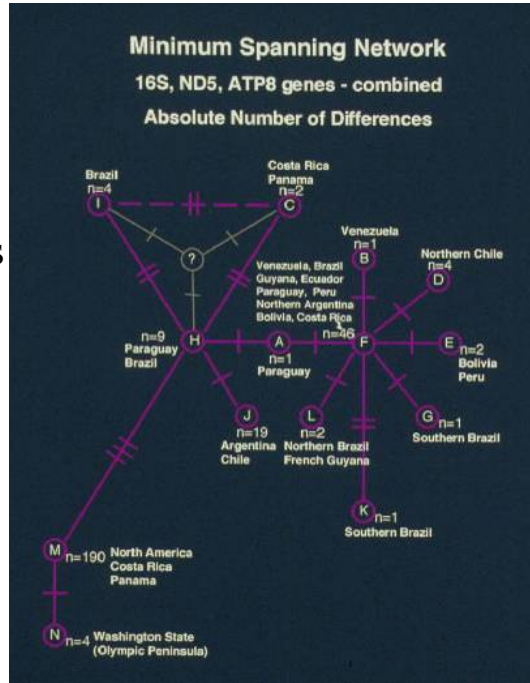 Minimum Spanning Network
16S, ND5, ATP8 genes - combined
Absolute Number of Differences
Brazil
n=4
I
Costa Rica
Panama
n=2
C
?
s
Venezuela
n=1
B
Northern Chile
n=4
D
Venezuela, Brazil
Guyana, Ecuador
Paraguay, Peru
Northern Argentina
Bolivia, Costa Rica
n=46
F
n=9
Paraguay
Brazil
H
A
n=1
Paraguay
E
n=2
Bolivia
Peru
J
n=19
Argentina
Chile
L
n=2
Northern Brazil
French Guyana
G
n=1
Southern Brazil
K
n=1
Southern Brazil
M
n=190
North America
Costa Rica
Panama
N
n=4
Washington State
(Olympic Peninsula)